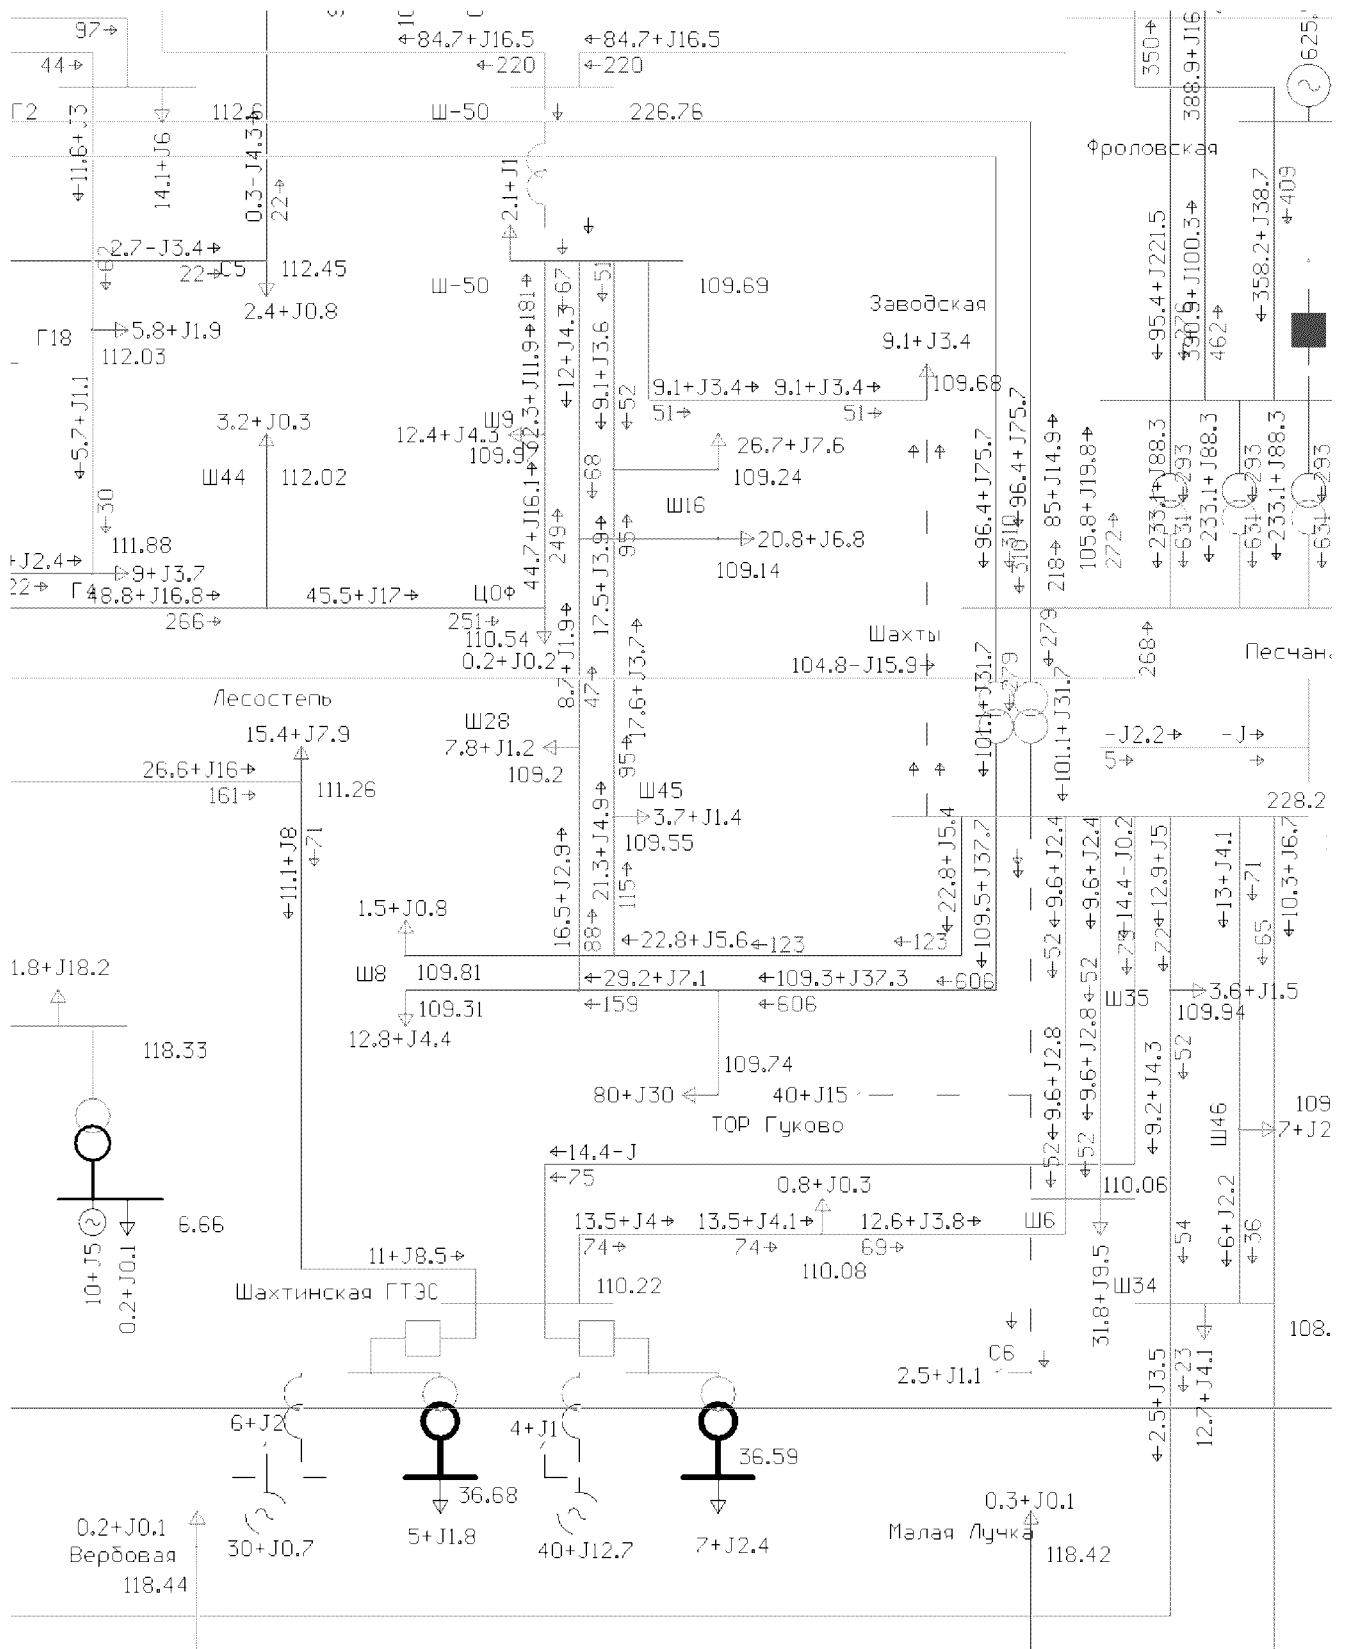 97→
←84.7+J16.5
←84.7+J16.5
350→
388.9+J16
625.
44→
←220
←220
Г2
112.6
Ш-50
226.76
Фроловская
←11.6+J3
14.1+J6
0.3-J4.3→
22→
2.1+J1
←409
←95.4+J221.5
390.9+J100.3→
462→
←358.2+J38.7
2.7-J3.4→
22→
С5
112.45
Ш-50
109.69
←62
2.4+J0.8
181→
←67
←51
Заводская
Г18
5.8+J1.9
112.03
9.1+J3.4
109.68
←12+J4.3
←9.1+J3.6
←52
9.1+J3.4→
9.1+J3.4→
51→
51→
←5.7+J1.1
←30
3.2+J0.3
Ш44
112.02
Ш9
12.4+J4.3
26.7+J7.6
109.24
←68
Ш16
44.7+J16.1→
249→
17.5+J3.9→
95→
20.8+J6.8
109.14
←96.4+J75.7
←96.4+J75.7
←310
310
218→
85+J14.9→
105.8+J19.8→
272→
←233.1+J88.3
←293
←631
←233.1+J88.3
←293
←631
←233.1+J88.3
←293
←631
111.88
+J2.4→
22→
9+J3.7
48.8+J16.8→
266→
45.5+J17→
251→
ЦОФ
110.54
0.2+J0.2
8.7+J1.9→
47→
17.6+J3.7→
95→
Шахты
104.8-J15.9→
←279
←279
268→
Песчан
Лесостепь
15.4+J7.9
Ш28
7.8+J1.2
109.2
←101.1+J31.7
←101.1+J31.7
-J2.2→
-J→
5→
26.6+J16→
161→
111.26
Ш45
3.7+J1.4
109.55
228.2
←11.1+J8
←71
16.5+J2.9→
88→
21.3+J4.9→
115→
←22.8+J5.4
←109.5+J37.7
←9.6+J2.4
←52
←9.6+J2.4
←52
←14.4-J0.2
←75
←12.9+J5
←72
←13+J4.1
←71
←65
←10.3+J6.7
1.5+J0.8
←22.8+J5.6
←123
←123
1.8+J18.2
Ш8
109.81
←29.2+J7.1
←109.3+J37.3
←606
Ш35
3.6+J1.5
109.94
109.31
←159
←606
12.8+J4.4
118.33
109.74
←9.6+J2.8
←52
←9.6+J2.8
←52
←9.2+J4.3
←52
80+J30
40+J15
ТОР Гуково
Ш46
109
7+J2
←14.4-J
←75
0.8+J0.3
110.06
6.66
13.5+J4→
13.5+J4.1→
12.6+J3.8→
Ш6
74→
74→
69→
←54
←6+J2.2
←36
10+J5
0.2+J0.1
11+J8.5→
110.08
Шахтинская ГТЭС
110.22
31.8+J9.5
Ш34
108.
С6
2.5+J1.1
←2.5+J3.5
←23
12.7+J4.1
6+J2
4+J1
36.59
36.68
0.2+J0.1
Вербовая
118.44
30+J0.7
5+J1.8
40+J12.7
7+J2.4
0.3+J0.1
Малая Лучка
118.42